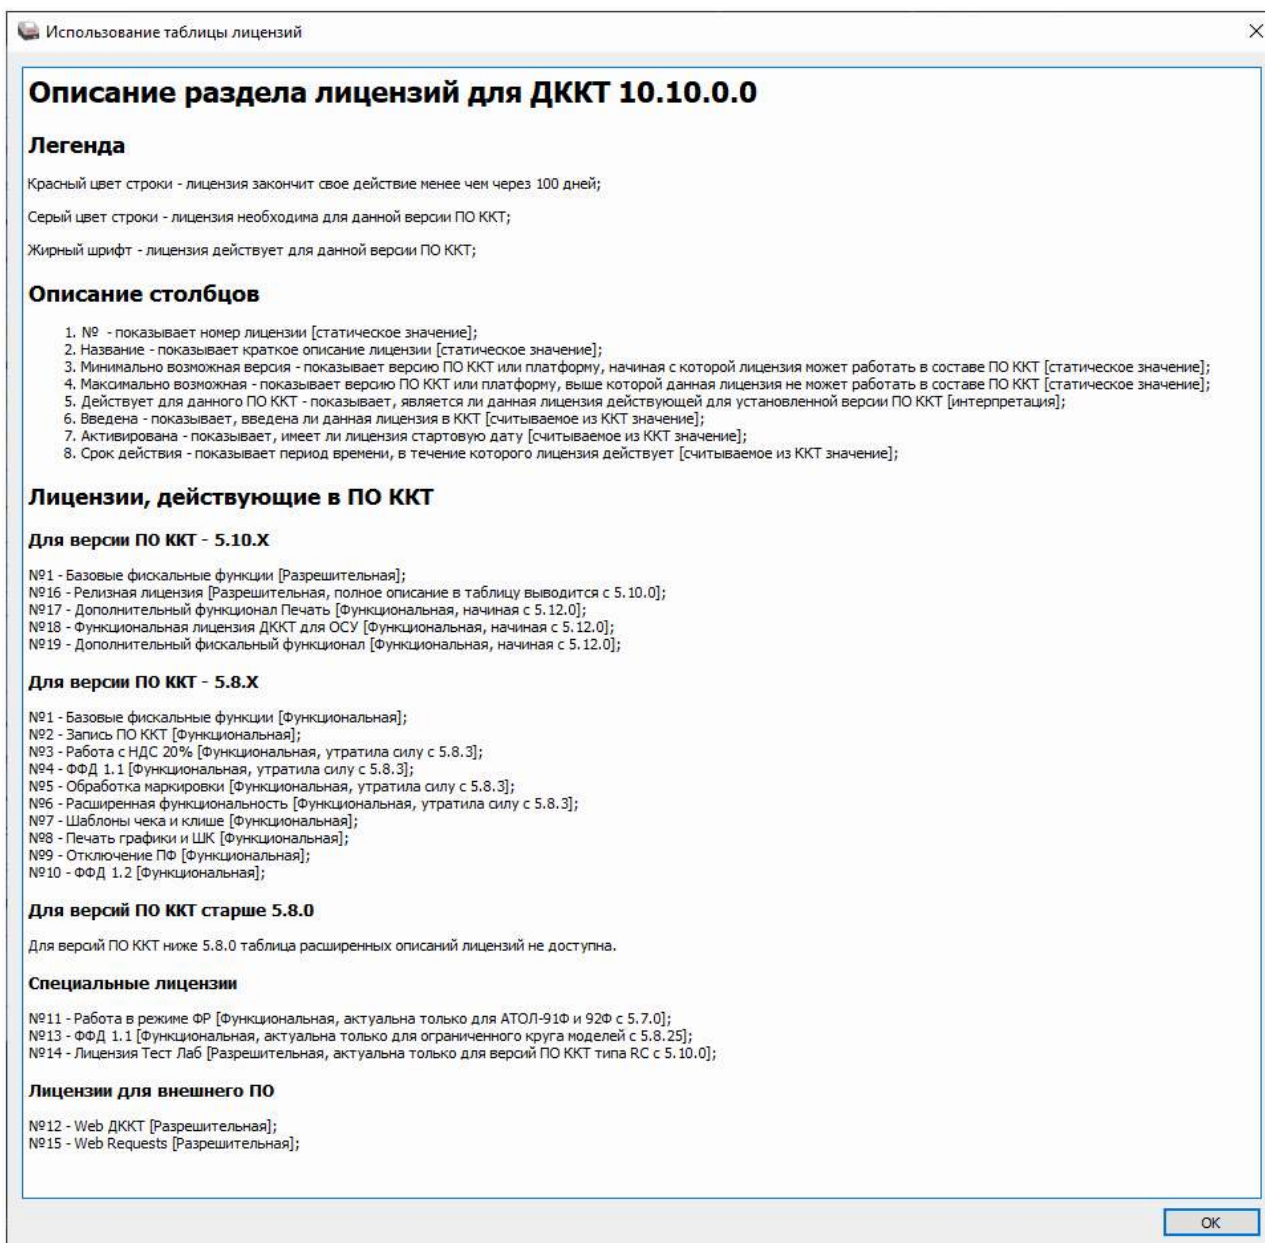 Использование таблицы лицензий
Описание раздела лицензий для ДККТ 10.10.0.0
Легенда
Красный цвет строки - лицензия закончит свое действие менее чем через 100 дней;
Серый цвет строки - лицензия необходима для данной версии ПО ККТ;
Жирный шрифт - лицензия действует для данной версии ПО ККТ;
Описание столбцов
1. № - показывает номер лицензии [статическое значение];
2. Название - показывает краткое описание лицензии [статическое значение];
3. Минимально возможная версия - показывает версию ПО ККТ или платформу, начиная с которой лицензия может работать в составе ПО ККТ [статическое значение];
4. Максимально возможная - показывает версию ПО ККТ или платформу, выше которой данная лицензия не может работать в составе ПО ККТ [статическое значение];
5. Действует для данного ПО ККТ - показывает, является ли данная лицензия действующей для установленной версии ПО ККТ [интерпретация];
6. Введена - показывает, введена ли данная лицензия в ККТ [считываемое из ККТ значение];
7. Активирована - показывает, имеет ли лицензия стартовую дату [считываемое из ККТ значение];
8. Срок действия - показывает период времени, в течение которого лицензия действует [считываемое из ККТ значение];
Лицензии, действующие в ПО ККТ
Для версии ПО ККТ - 5.10.X
№1 - Базовые фискальные функции [Разрешительная];
№16 - Релизная лицензия [Разрешительная, полное описание в таблицу выводится с 5.10.0];
№17 - Дополнительный функционал Печать [Функциональная, начиная с 5.12.0];
№18 - Функциональная лицензия ДККТ для ОСУ [Функциональная, начиная с 5.12.0];
№19 - Дополнительный фискальный функционал [Функциональная, начиная с 5.12.0];
Для версии ПО ККТ - 5.8.X
№1 - Базовые фискальные функции [Функциональная];
№2 - Запись ПО ККТ [Функциональная];
№3 - Работа с НДС 20% [Функциональная, утратила силу с 5.8.3];
№4 - ФФД 1.1 [Функциональная, утратила силу с 5.8.3];
№5 - Обработка маркировки [Функциональная, утратила силу с 5.8.3];
№6 - Расширенная функциональность [Функциональная, утратила силу с 5.8.3];
№7 - Шаблоны чека и клише [Функциональная];
№8 - Печать графики и ШК [Функциональная];
№9 - Отключение ПФ [Функциональная];
№10 - ФФД 1.2 [Функциональная];
Для версий ПО ККТ старше 5.8.0
Для версий ПО ККТ ниже 5.8.0 таблица расширенных описаний лицензий не доступна.
Специальные лицензии
№11 - Работа в режиме ФР [Функциональная, актуальна только для АТОЛ-91Ф и 92Ф с 5.7.0];
№13 - ФФД 1.1 [Функциональная, актуальна только для ограниченного круга моделей с 5.8.25];
№14 - Лицензия Тест Лаб [Разрешительная, актуальна только для версий ПО ККТ типа RC с 5.10.0];
Лицензии для внешнего ПО
№12 - Web ДККТ [Разрешительная];
№15 - Web Requests [Разрешительная];
OK